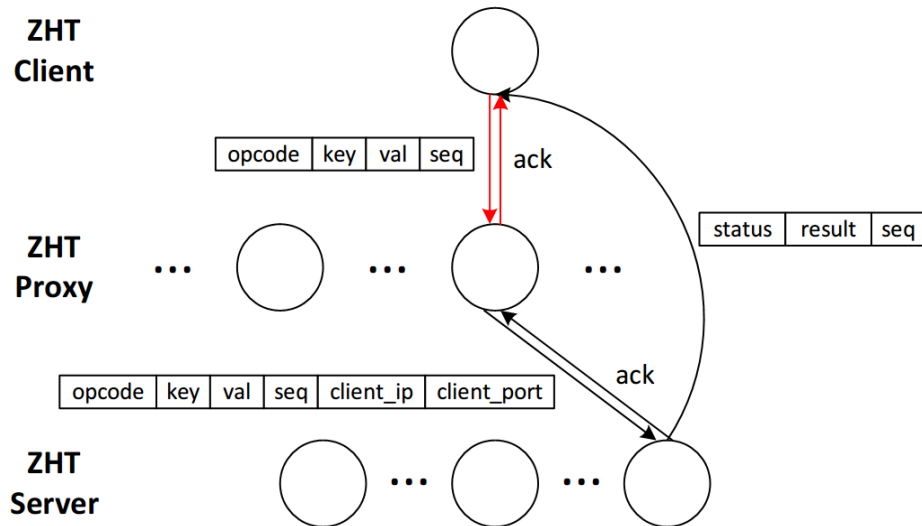 ZHT
Client
opcode key val seq
ack
status result seq
ZHT
Proxy
... ... ...
ack
opcode key val seq client_ip client_port
ZHT
Server
... ...